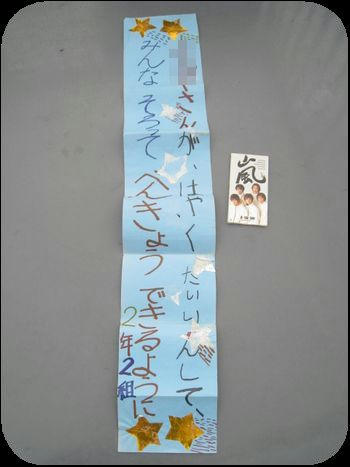 さんが、はやくたいいんして、
みんな そろって べんきょう できるように
2年2組
嵐